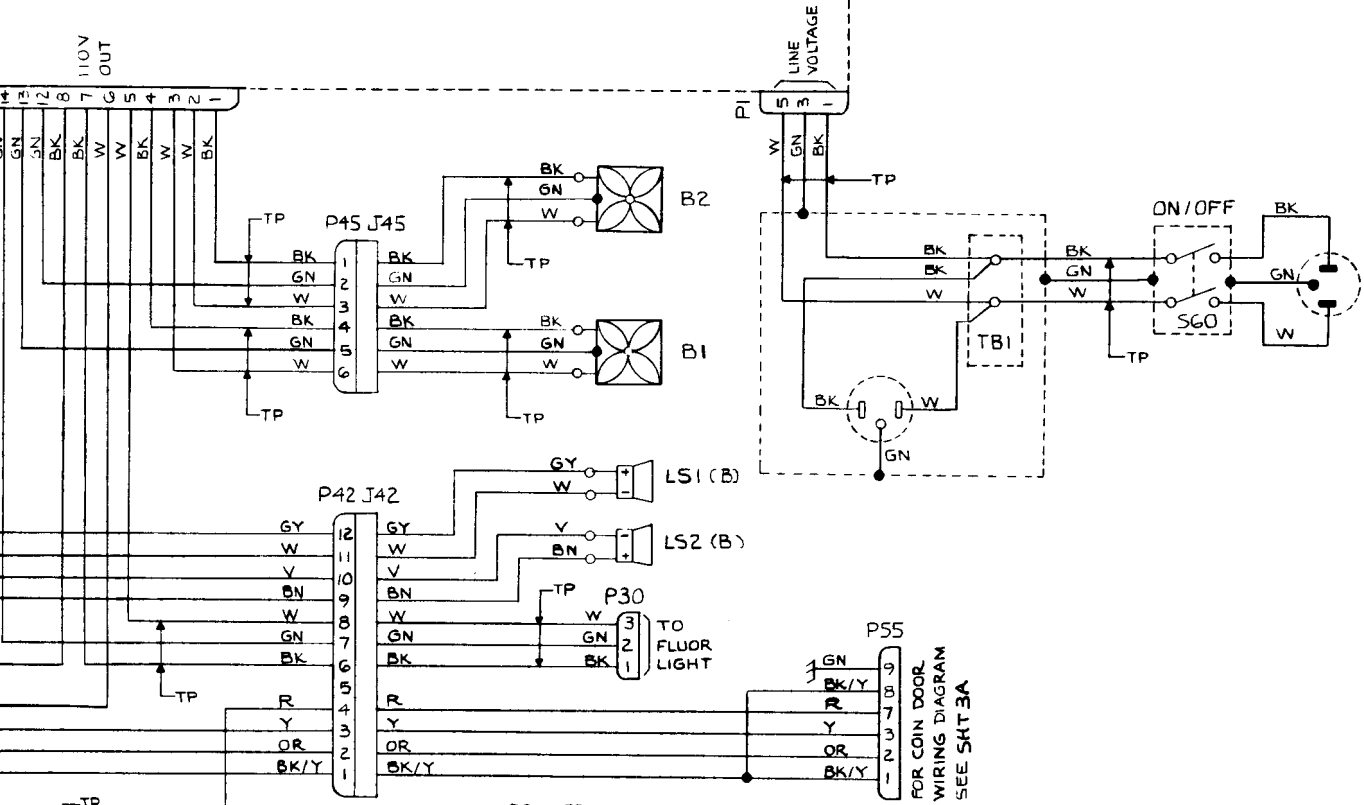 110V
OUT
LINE
VOLTAGE
14 13 12 8 7 6 5 4 3 2 1
P1
5 3 1
GN GN GN BK BK W W BK W W BK
W GN BK
TP
BK
GN
W
B2
TP
TP
P45 J45
BK 1 BK
GN 2 GN
W 3 W
BK 4 BK
GN 5 GN
W 6 W
BK
GN
W
B1
TP
TP
ON/OFF
BK
GN
W
BK
BK
W
BK
GN
W
TB1
S60
TP
BK
W
GN
GY
W
LS1 (B)
V
BN
LS2 (B)
+
-
-
+
P42 J42
GY 12 GY
W 11 W
V 10 V
BN 9 BN
W 8 W
GN 7 GN
BK 6 BK
5
R 4 R
Y 3 Y
OR 2 OR
BK/Y 1 BK/Y
TP
TP
P30
W 3
GN 2
BK 1
TO
FLUOR
LIGHT
P55
GN 9
BK/Y 8
R 7
Y 3
OR 2
BK/Y 1
FOR COIN DOOR
WIRING DIAGRAM
SEE SHT 3A
TP